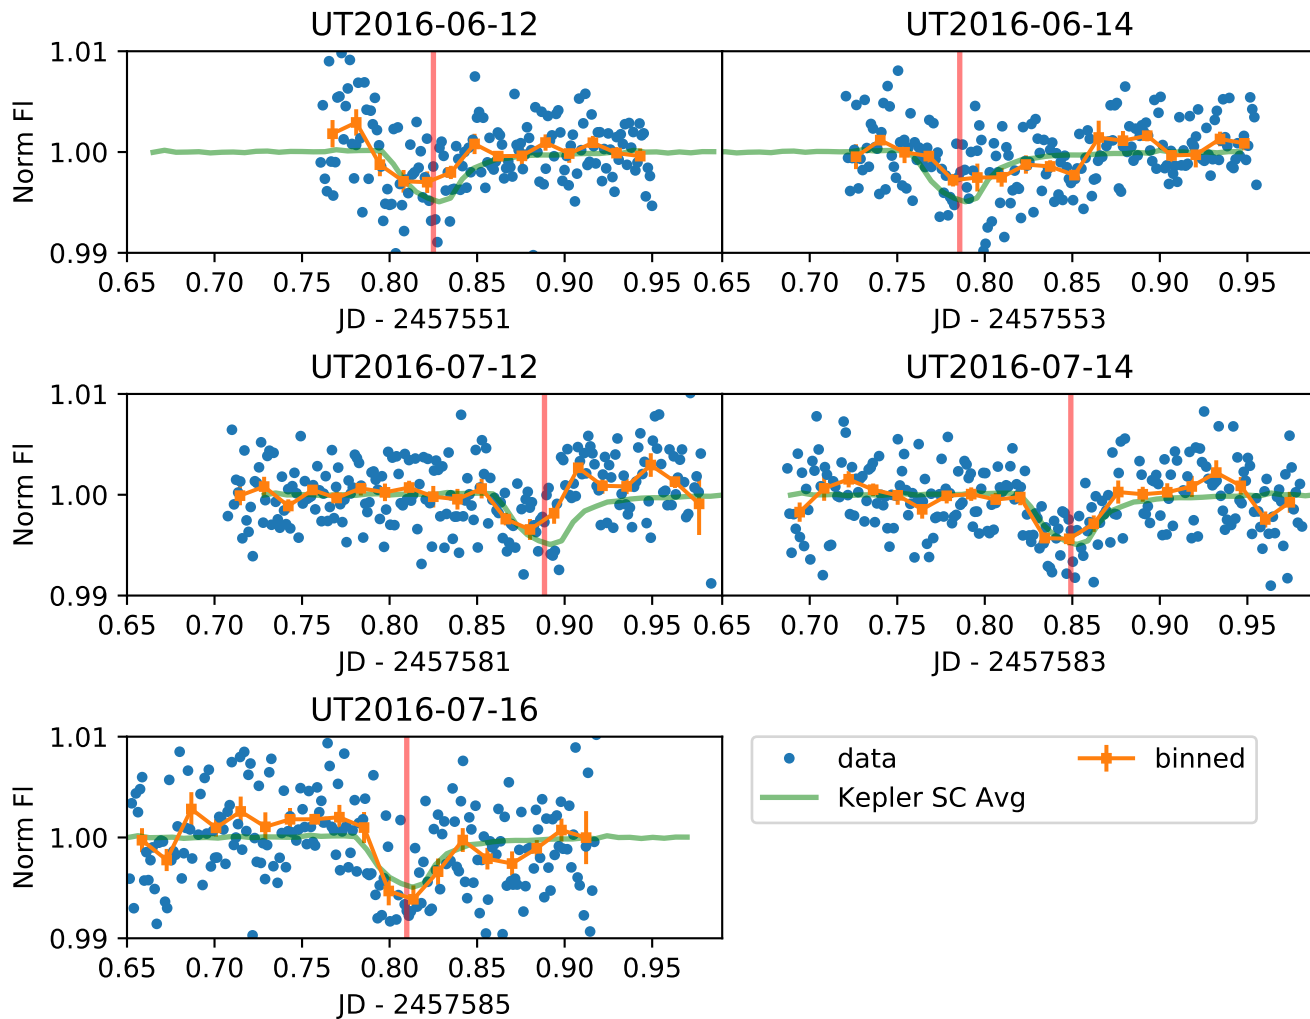 UT2016-06-12
UT2016-06-14
1.01
1.00
0.99
Norm Fl
0.65 0.70 0.75 0.80 0.85 0.90 0.95 0.65 0.70 0.75 0.80 0.85 0.90 0.95
JD - 2457551
JD - 2457553
UT2016-07-12
UT2016-07-14
1.01
1.00
0.99
Norm Fl
0.65 0.70 0.75 0.80 0.85 0.90 0.95 0.65 0.70 0.75 0.80 0.85 0.90 0.95
JD - 2457581
JD - 2457583
UT2016-07-16
1.01
1.00
0.99
Norm Fl
0.65 0.70 0.75 0.80 0.85 0.90 0.95
JD - 2457585
data
binned
Kepler SC Avg